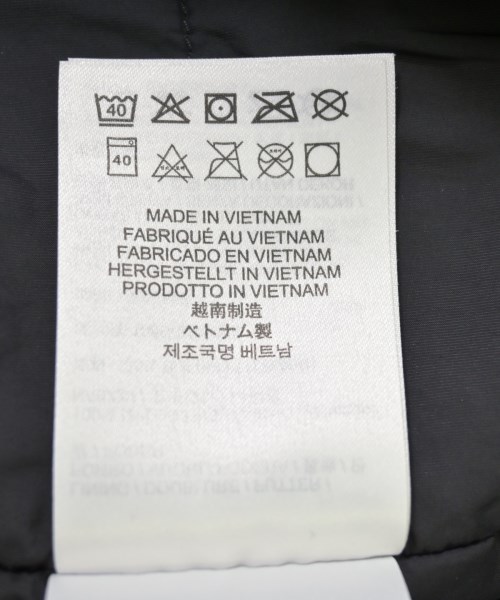 40
40
MADE IN VIETNAM
FABRIQUÉ AU VIETNAM
FABRICADO EN VIETNAM
HERGESTELLT IN VIETNAM
PRODOTTO IN VIETNAM
越南制造
ベトナム製
제조국명 베트남